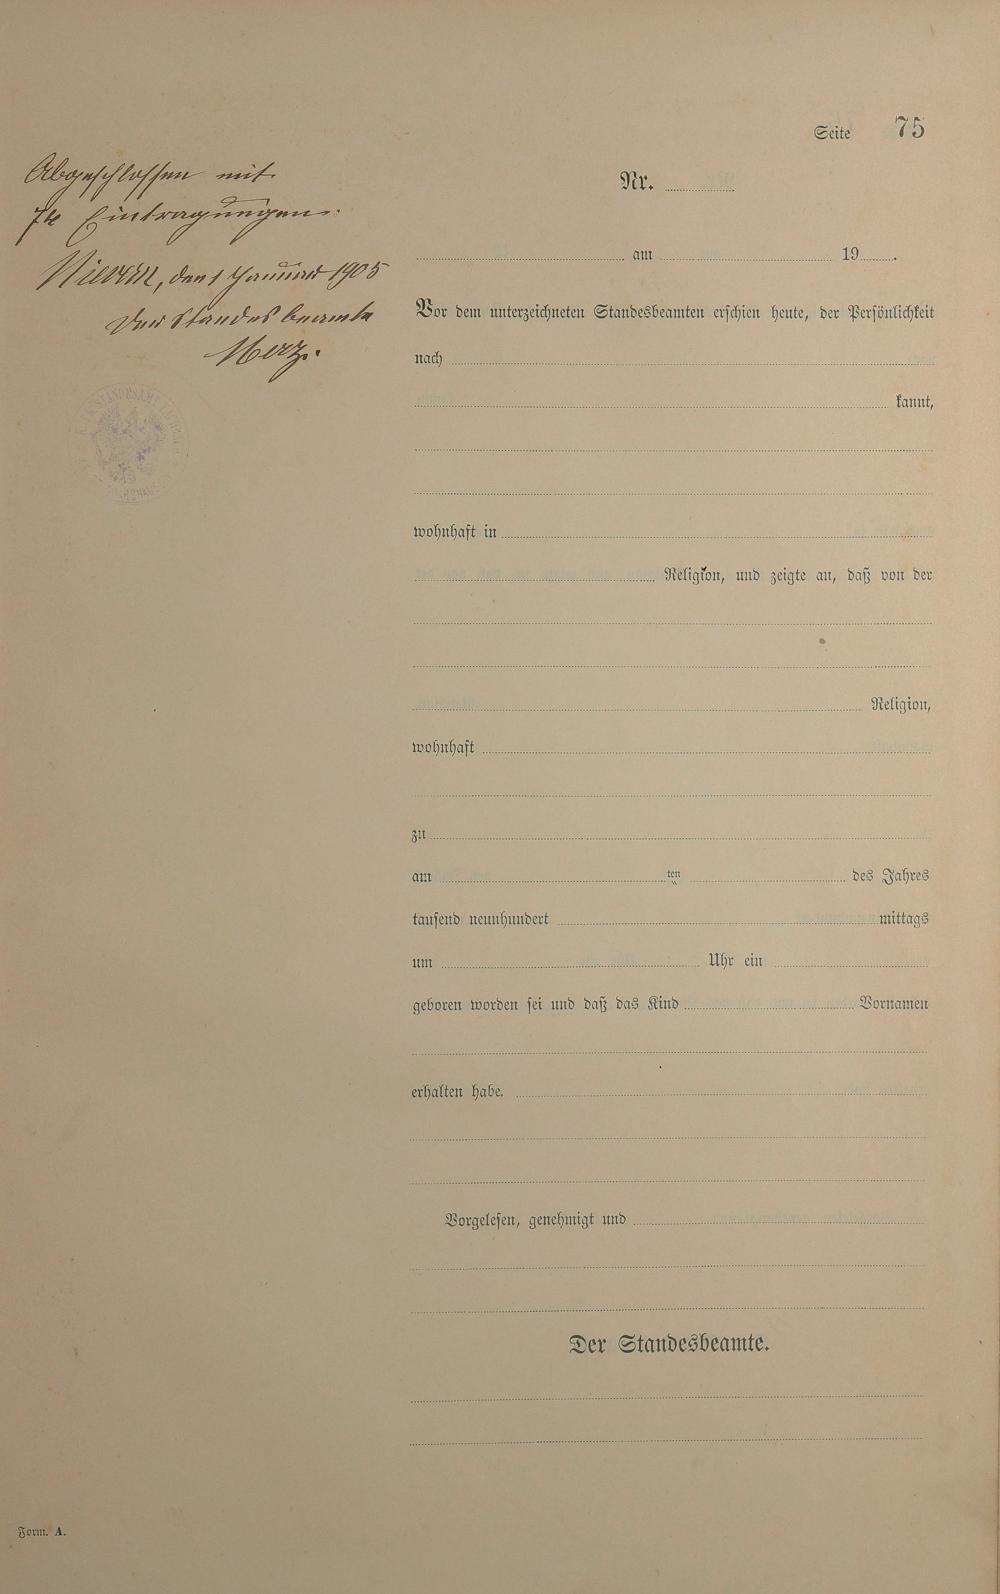 Seite 75
Abgeschlossen mit
74 Eintragungen.
Nievern, den 1 Januar 1905
Der Standesbeamte
Merz.
STANDESAMT
Nr.
am 19 .
Vor dem unterzeichneten Standesbeamten erschien heute, der Persönlichkeit
nach
kannt,
wohnhaft in
Religion, und zeigte an, daß von der
Religion,
wohnhaft
zu
am ten des Jahres
tausend neunhundert mittags
um Uhr ein
geboren worden sei und daß das Kind Vornamen
erhalten habe.
Vorgelesen, genehmigt und
Der Standesbeamte.
Form. A.